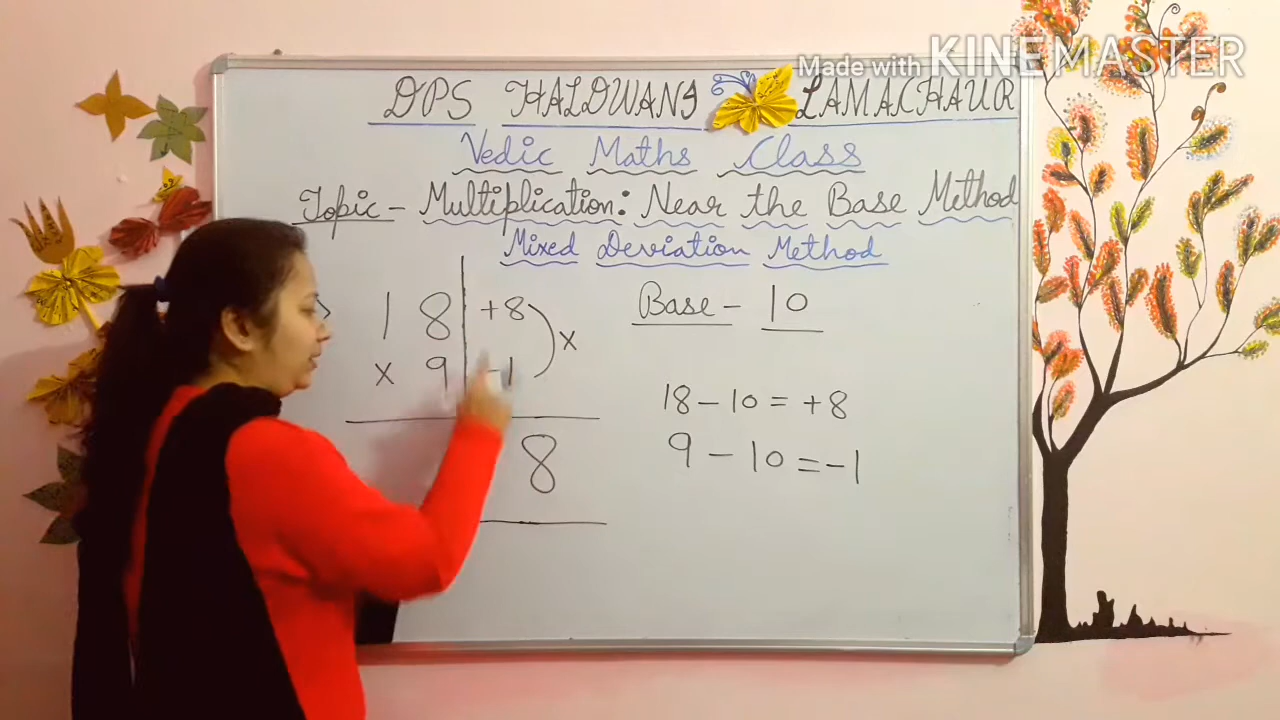 Made with KINEMASTER
DPS HALDWANI LAMACHAUR
Vedic Maths Class
Topic - Multiplication: Near the Base Method
Mixed Deviation Method
18 | +8
× 9 | -1 ) ×
8
Base - 10
18 - 10 = +8
9 - 10 = -1